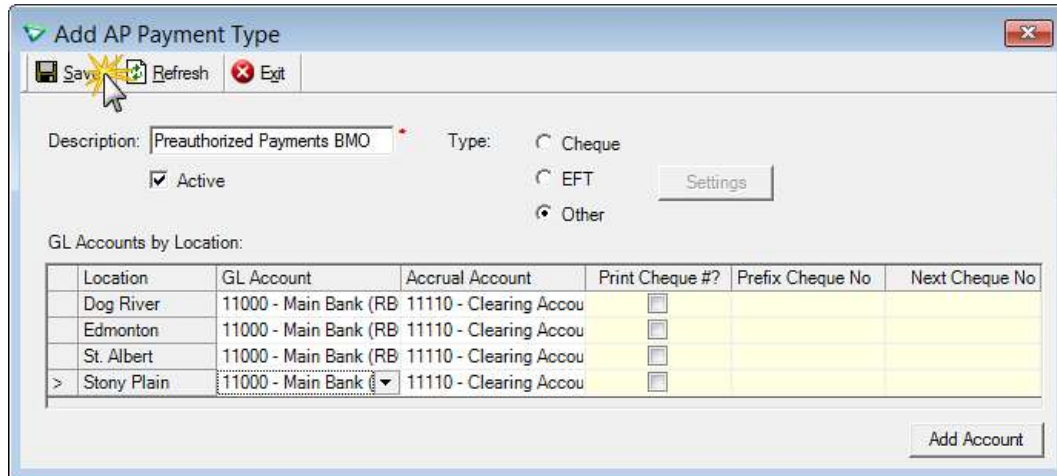 Add AP Payment Type
Save Refresh Exit
Description: Preauthorized Payments BMO * Type: Cheque
Active EFT Settings
Other
GL Accounts by Location:
Location GL Account Accrual Account Print Cheque #? Prefix Cheque No Next Cheque No
Dog River 11000 - Main Bank (RB 11110 - Clearing Accou
Edmonton 11000 - Main Bank (RB 11110 - Clearing Accou
St. Albert 11000 - Main Bank (RB 11110 - Clearing Accou
> Stony Plain 11000 - Main Bank ( 11110 - Clearing Accou
Add Account